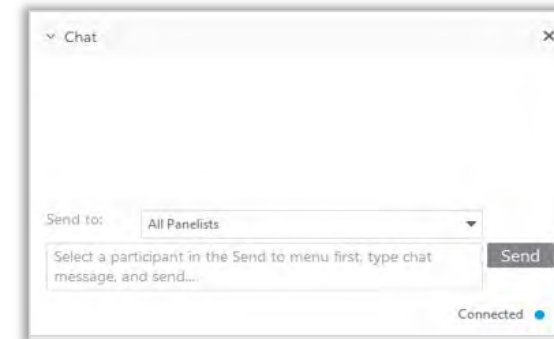 Chat
Send to:
All Panelists
Select a participant in the Send to menu first, type chat
message, and send...
Send
Connected